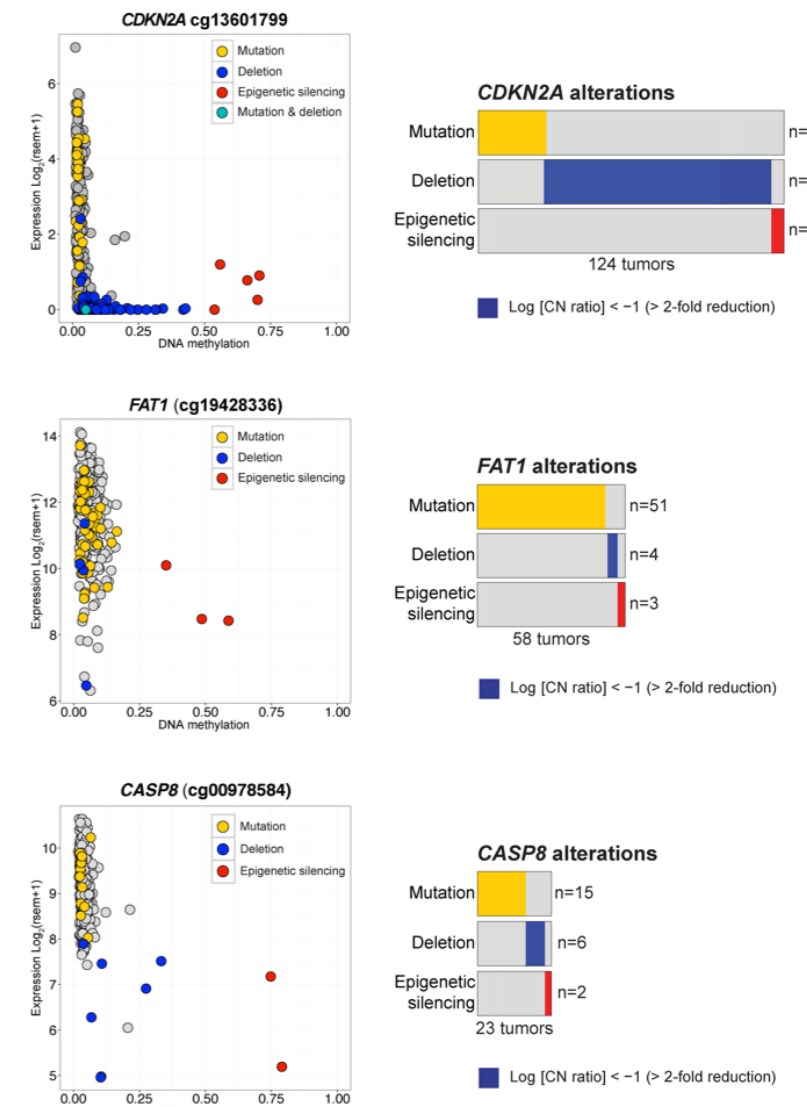 CDKN2A cg13601799
Expression Log2(rsem+1)
6
4
2
0
Mutation
Deletion
Epigenetic silencing
Mutation & deletion
0.00 0.25 0.50 0.75 1.00
DNA methylation
CDKN2A alterations
Mutation n=
Deletion n=
Epigenetic
silencing n=
124 tumors
Log [CN ratio] < −1 (> 2-fold reduction)
FAT1 (cg19428336)
Expression Log2(rsem+1)
14
12
10
8
6
Mutation
Deletion
Epigenetic silencing
0.00 0.25 0.50 0.75 1.00
DNA methylation
FAT1 alterations
Mutation n=51
Deletion n=4
Epigenetic
silencing n=3
58 tumors
Log [CN ratio] < −1 (> 2-fold reduction)
CASP8 (cg00978584)
Expression Log2(rsem+1)
10
9
8
7
6
5
Mutation
Deletion
Epigenetic silencing
0.00 0.25 0.50 0.75 1.00
CASP8 alterations
Mutation n=15
Deletion n=6
Epigenetic
silencing n=2
23 tumors
Log [CN ratio] < −1 (> 2-fold reduction)